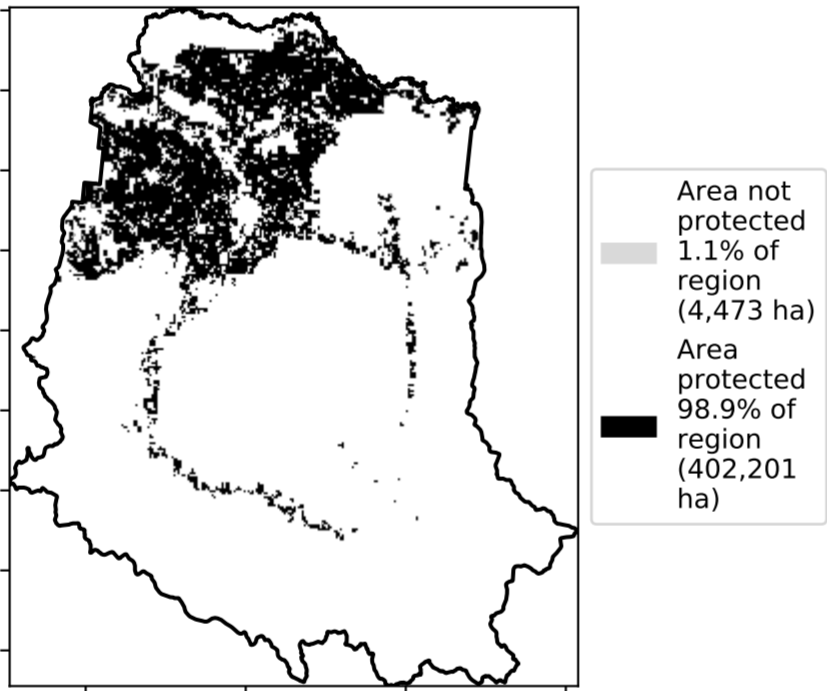 Area not
protected
1.1% of
region
(4,473 ha)
Area
protected
98.9% of
region
(402,201
ha)